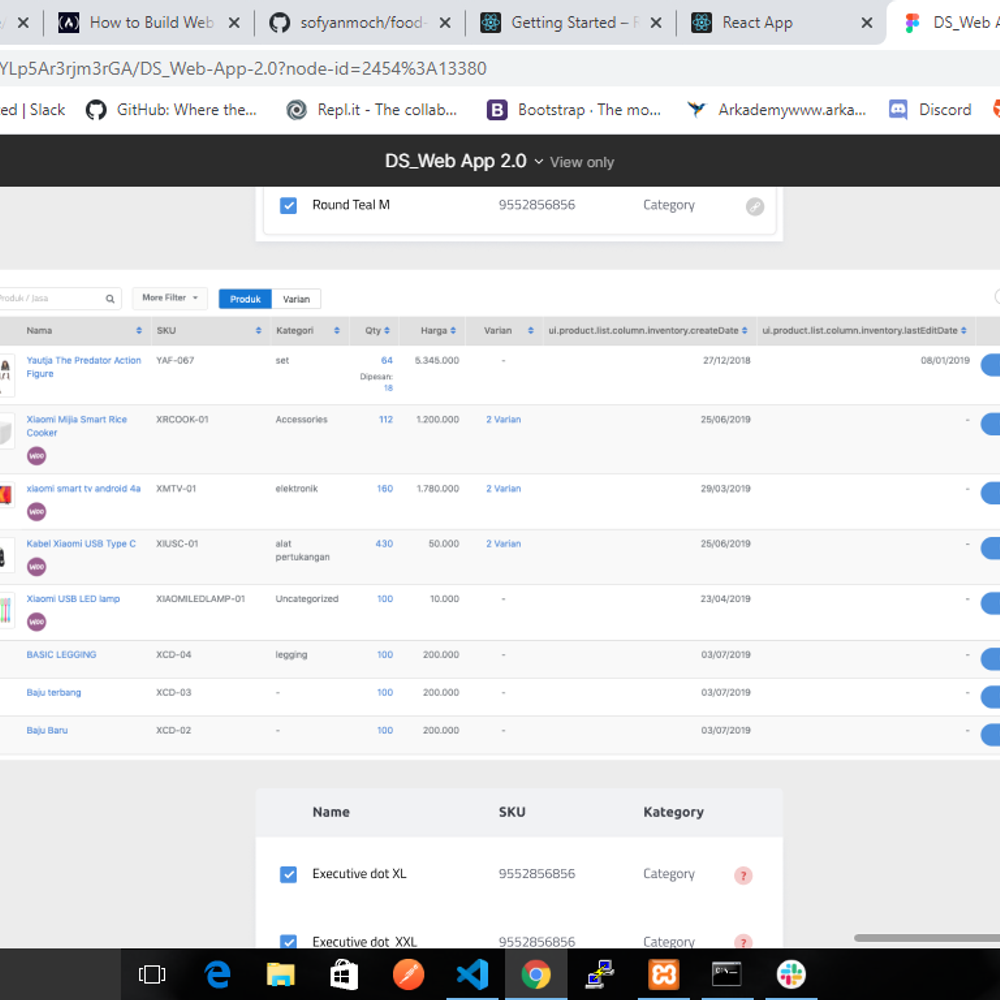 How to Build Web
sofyanmoch/food-
Getting Started –
React App
DS_Web A
YLp5Ar3rjm3rGA/DS_Web-App-2.0?node-id=2454%3A13380
ed | Slack
GitHub: Where the...
Repl.it - The collab...
B
Bootstrap · The mo...
Arkademywww.arka...
Discord
DS_Web App 2.0
View only
Round Teal M 9552856856 Category
Produk / Jasa
More Filter
Produk
Varian
Name SKU Kategori Qty Harga Varian ui.product.list.column.inventory.createDate ui.product.list.column.inventory.lastEditDate
Yautja The Predator Action YAF-067 set 64 5.345.000 - 27/12/2018 08/01/2019
Figure Dipesan:
18
Xiaomi Mijia Smart Rice XRCOOK-01 Accessories 112 1.200.000 2 Varian 25/06/2019 -
Cooker
Woo
xiaomi smart tv android 4a XMTV-01 elektronik 160 1.780.000 2 Varian 29/03/2019 -
Woo
Kabel Xiaomi USB Type C XIUSC-01 alat 430 50.000 2 Varian 25/06/2019 -
pertukangan
Woo
Xiaomi USB LED lamp XIAOMILEDLAMP-01 Uncategorized 100 10.000 - 23/04/2019 -
Woo
BASIC LEGGING XCD-04 legging 100 200.000 - 03/07/2019 -
Baju terbang XCD-03 - 100 200.000 - 03/07/2019 -
Baju Baru XCD-02 - 100 200.000 - 03/07/2019 -
Name SKU Kategory
Executive dot XL 9552856856 Category ?
Executive dot XXL 9552856856 Category ?